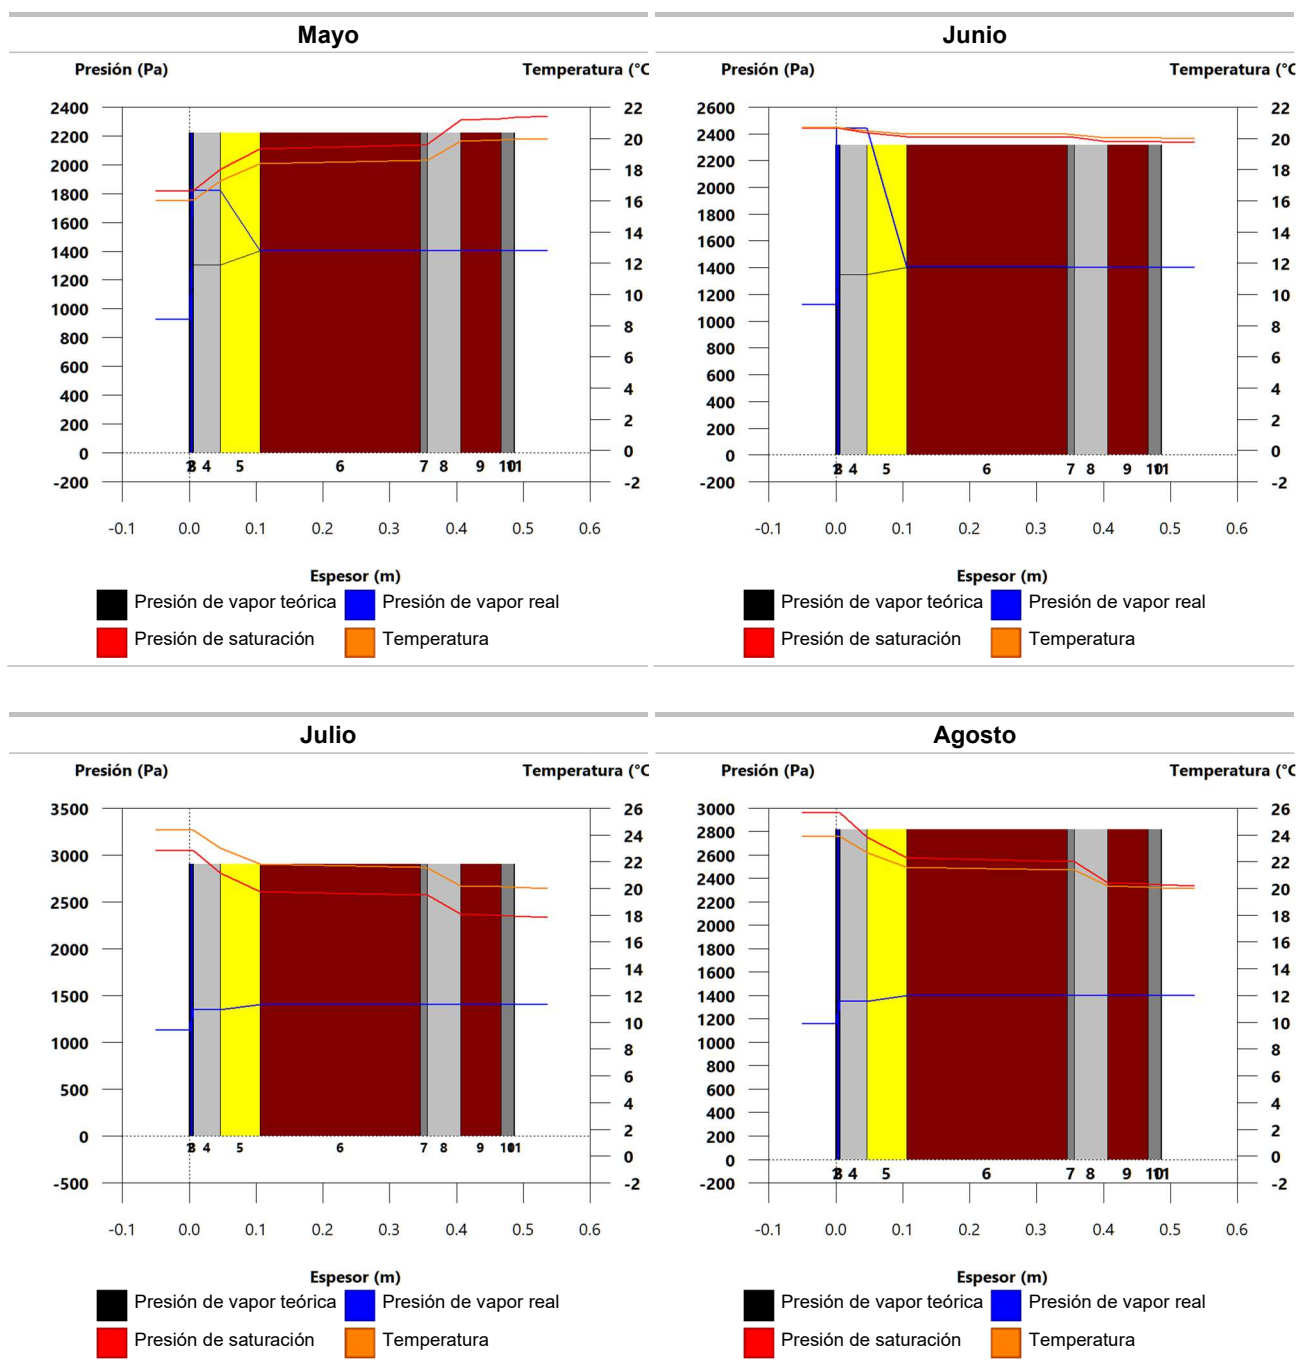 Mayo
Presión (Pa) Temperatura (°C
2400 22
2200 20
2000 18
1800 16
1600 14
1400 12
1200 10
1000 8
800 6
600 4
400 2
200 0
0 -2
-200
4 5 6 7 8 9
-0.1 0.0 0.1 0.2 0.3 0.4 0.5 0.6
Espesor (m)
Presión de vapor teórica Presión de vapor real
Presión de saturación Temperatura
Junio
Presión (Pa) Temperatura (°C
2600 22
2400 20
2200 18
2000 16
1800 14
1600 12
1400 10
1200 8
1000 6
800 4
600 2
400 0
200 -2
0
-200
4 5 6 7 8 9
-0.1 0.0 0.1 0.2 0.3 0.4 0.5 0.6
Espesor (m)
Presión de vapor teórica Presión de vapor real
Presión de saturación Temperatura
Julio
Presión (Pa) Temperatura (°C
3500 26
3000 24
2500 22
2000 20
1500 18
1000 16
500 14
0 12
-500 10
8
6
4
2
0
-2
4 5 6 7 8 9
-0.1 0.0 0.1 0.2 0.3 0.4 0.5 0.6
Espesor (m)
Presión de vapor teórica Presión de vapor real
Presión de saturación Temperatura
Agosto
Presión (Pa) Temperatura (°C
3000 26
2800 24
2600 22
2400 20
2200 18
2000 16
1800 14
1600 12
1400 10
1200 8
1000 6
800 4
600 2
400 0
200 -2
0
-200
4 5 6 7 8 9
-0.1 0.0 0.1 0.2 0.3 0.4 0.5 0.6
Espesor (m)
Presión de vapor teórica Presión de vapor real
Presión de saturación Temperatura